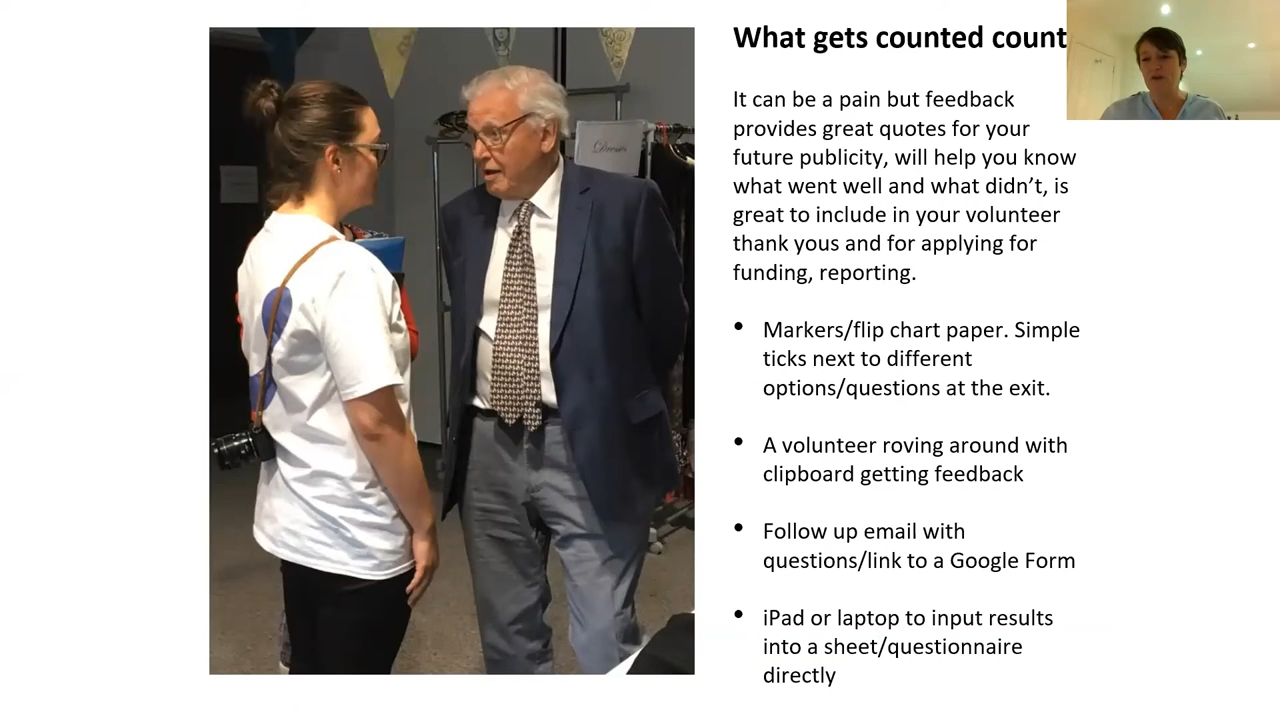 What gets counted count
It can be a pain but feedback
provides great quotes for your
future publicity, will help you know
what went well and what didn’t, is
great to include in your volunteer
thank yous and for applying for
funding, reporting.
• Markers/flip chart paper. Simple
ticks next to different
options/questions at the exit.
• A volunteer roving around with
clipboard getting feedback
• Follow up email with
questions/link to a Google Form
• iPad or laptop to input results
into a sheet/questionnaire
directly
Dresses